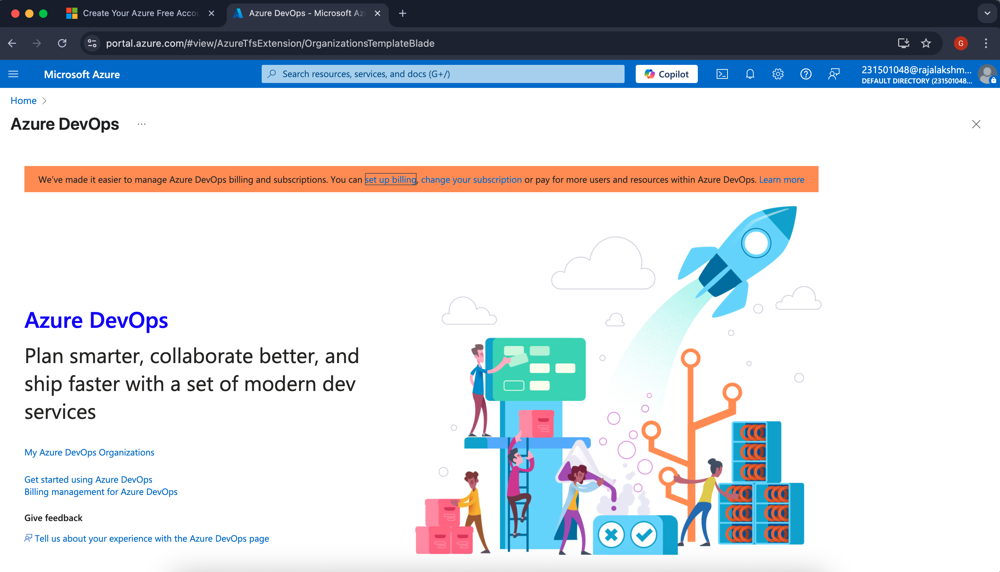 Create Your Azure Free Accou
Azure DevOps - Microsoft Az
portal.azure.com/#view/AzureTfsExtension/OrganizationsTemplateBlade
G
Microsoft Azure
Search resources, services, and docs (G+/)
Copilot
231501048@rajalakshm...
DEFAULT DIRECTORY (231501048...
Home
Azure DevOps ...
We've made it easier to manage Azure DevOps billing and subscriptions. You can set up billing, change your subscription or pay for more users and resources within Azure DevOps. Learn more
Azure DevOps
Plan smarter, collaborate better, and
ship faster with a set of modern dev
services
My Azure DevOps Organizations
Get started using Azure DevOps
Billing management for Azure DevOps
Give feedback
Tell us about your experience with the Azure DevOps page